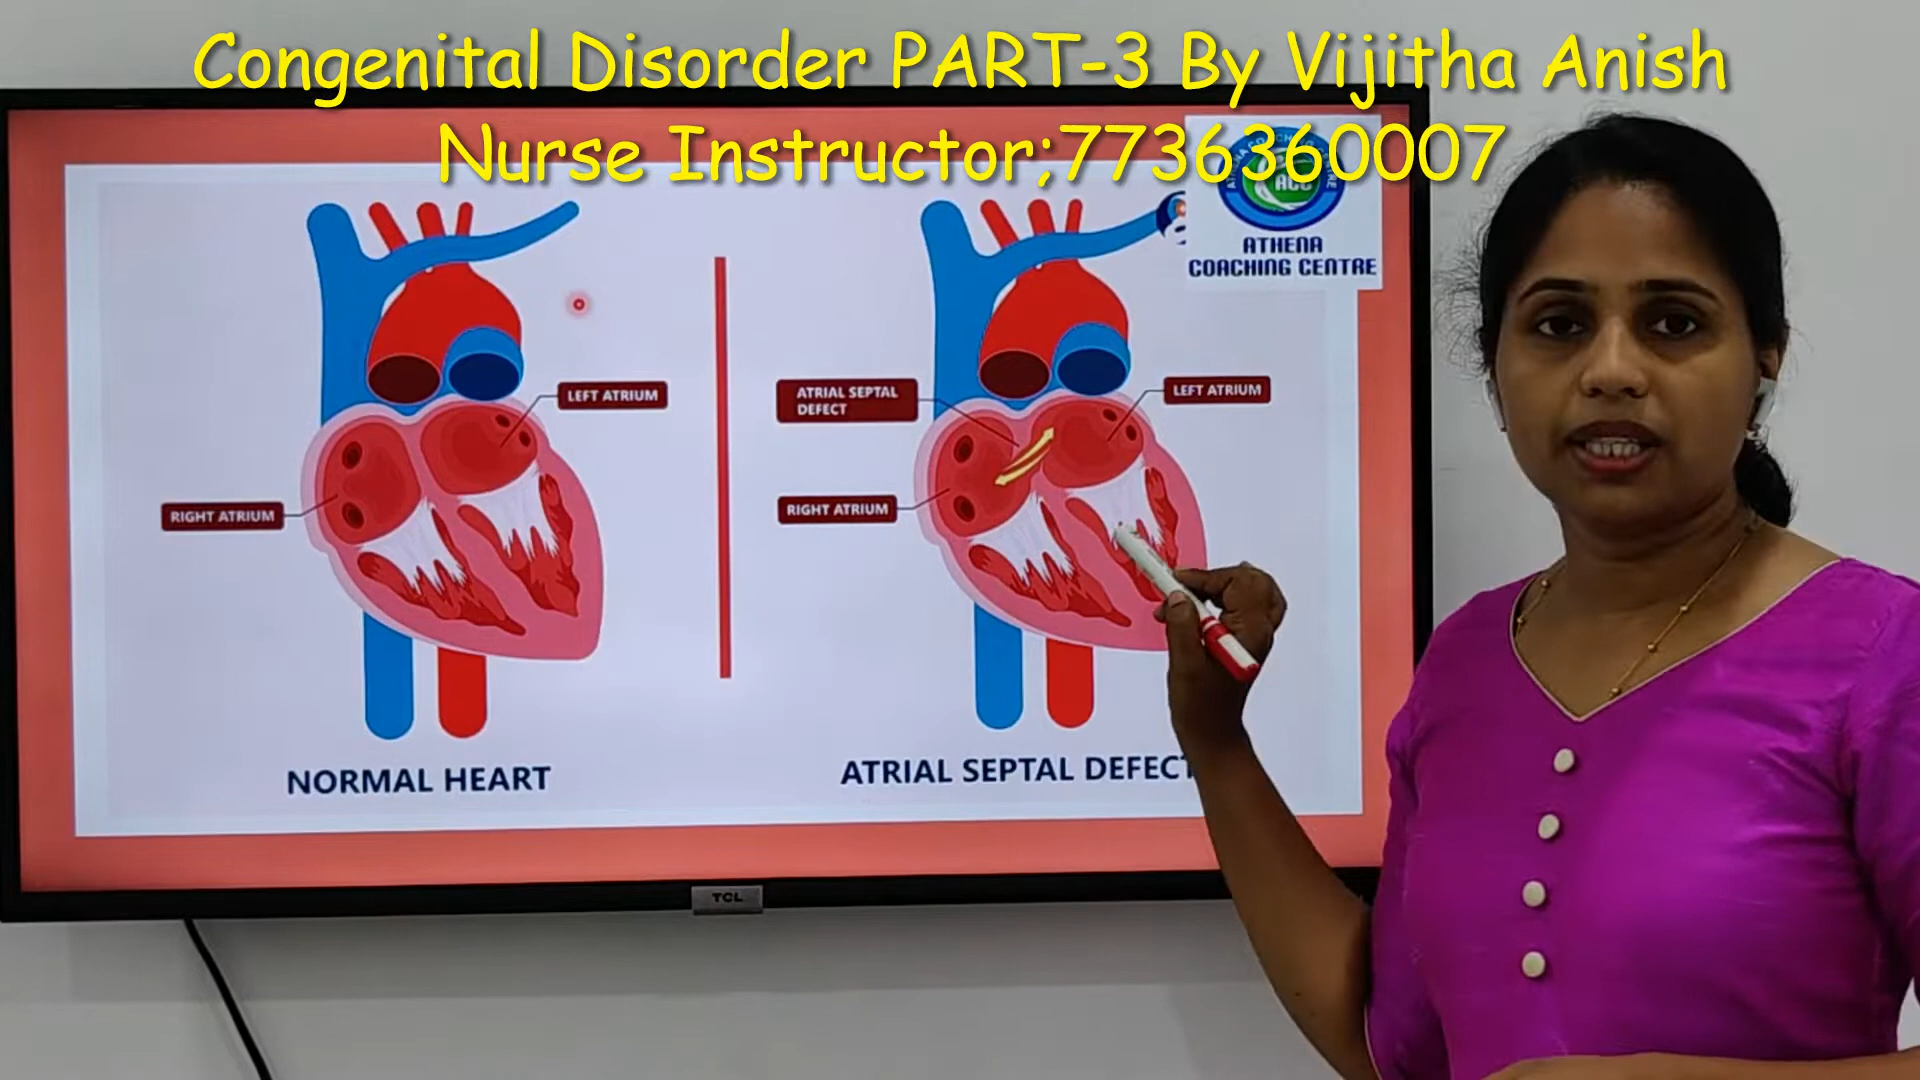 Congenital Disorder PART-3 By Vijitha Anish
Nurse Instructor;7736360007
ACC
ATHENA
COACHING CENTRE
LEFT ATRIUM
RIGHT ATRIUM
NORMAL HEART
ATRIAL SEPTAL
DEFECT
LEFT ATRIUM
RIGHT ATRIUM
ATRIAL SEPTAL DEFECT
TCL